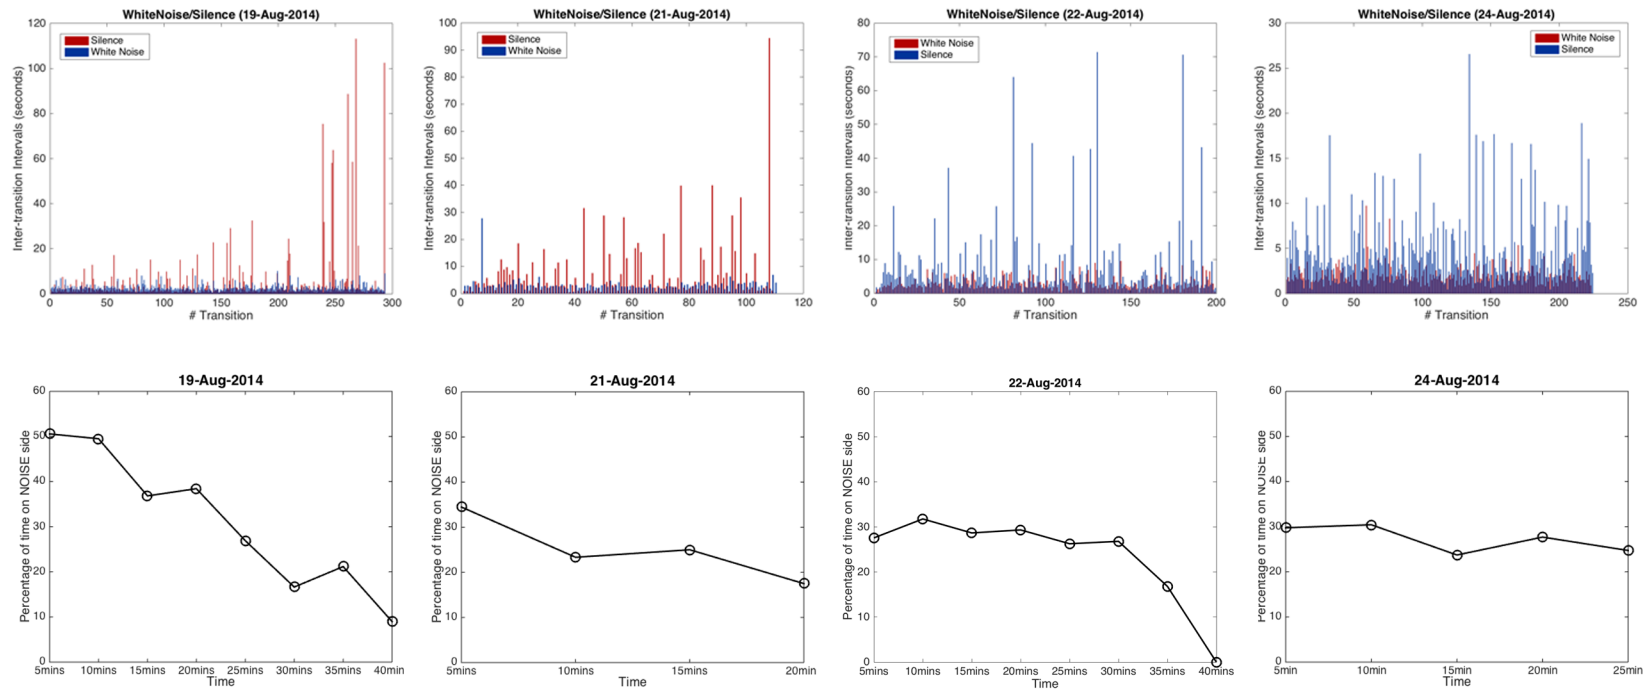 WhiteNoise/Silence (19-Aug-2014)
Inter-transition Intervals (seconds)
120
100
80
60
40
20
0
Silence
White Noise
0 50 100 150 200 250 300
# Transition
WhiteNoise/Silence (21-Aug-2014)
Inter-transition Intervals (seconds)
100
90
80
70
60
50
40
30
20
10
0
Silence
White Noise
0 20 40 60 80 100 120
# Transition
WhiteNoise/Silence (22-Aug-2014)
Inter-transition Intervals (seconds)
80
70
60
50
40
30
20
10
0
White Noise
Silence
0 50 100 150 200
# Transition
WhiteNoise/Silence (24-Aug-2014)
Inter-transition Intervals (seconds)
30
25
20
15
10
5
0
White Noise
Silence
0 50 100 150 200 250
# Transition
19-Aug-2014
Percentage of time on NOISE side
60
50
40
30
20
10
0
5mins 10mins 15mins 20mins 25mins 30mins 35mins 40min
Time
21-Aug-2014
Percentage of time on NOISE side
60
50
40
30
20
10
0
5mins 10mins 15mins 20min
Time
22-Aug-2014
Percentage of time on NOISE side
60
50
40
30
20
10
0
5mins 10mins 15mins 20mins 25mins 30mins 35mins 40mins
Time
24-Aug-2014
Percentage of time on NOISE side
60
50
40
30
20
10
0
5min 10min 15min 20min 25min
Time